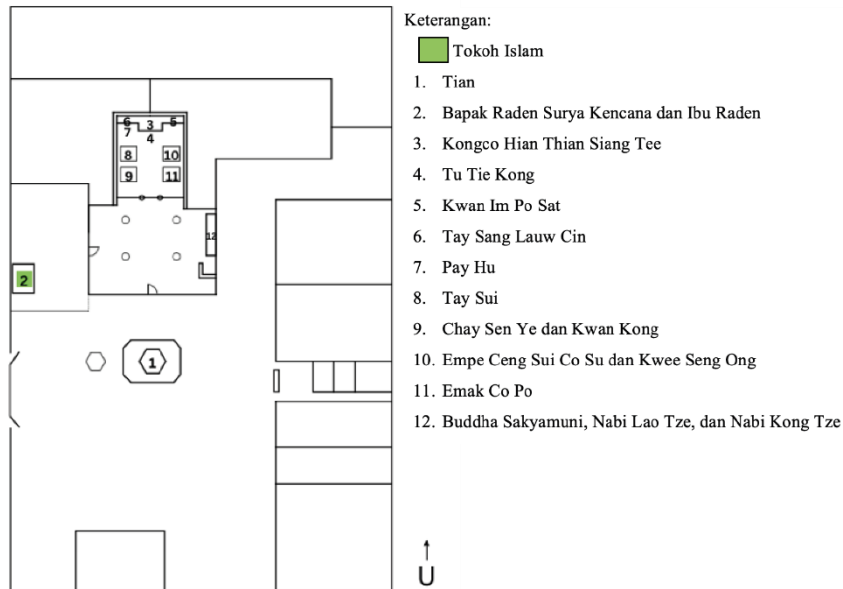 Keterangan:
Tokoh Islam
1. Tian
2. Bapak Raden Surya Kencana dan Ibu Raden
3. Kongco Hian Thian Siang Tee
4. Tu Tie Kong
5. Kwan Im Po Sat
6. Tay Sang Lauw Cin
7. Pay Hu
8. Tay Sui
9. Chay Sen Ye dan Kwan Kong
10. Empe Ceng Sui Co Su dan Kwee Seng Ong
11. Emak Co Po
12. Buddha Sakyamuni, Nabi Lao Tze, dan Nabi Kong Tze
6 3 5
7 4
8 10
9 11
12
2
1
U